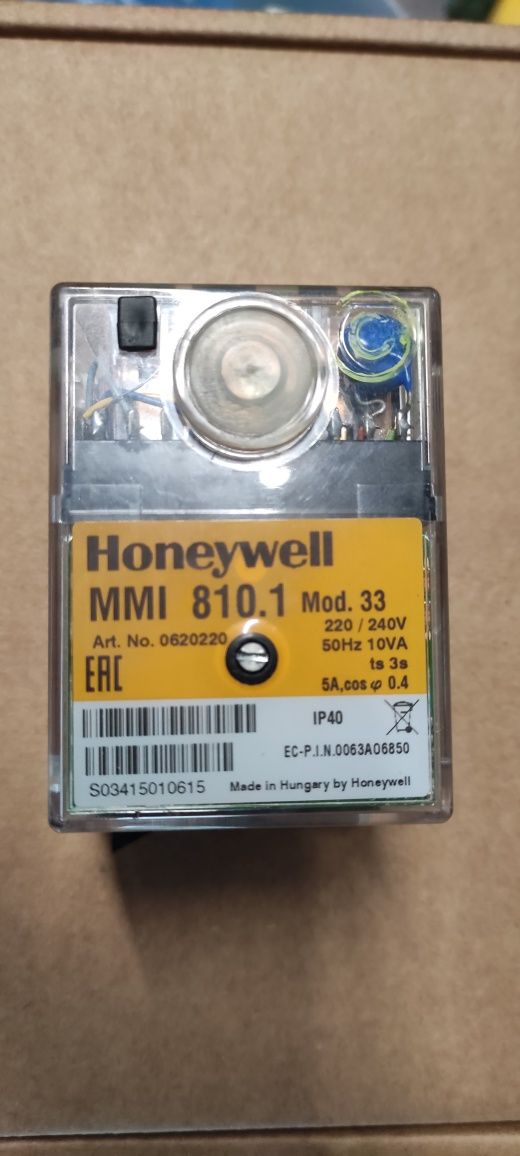 Honeywell
MMI 810.1 Mod. 33
220 / 240V
Art. No. 0620220
50Hz 10VA
EAC
ts 3s
5A,cos φ 0.4
IP40
EC-P.I.N.0063A06850
S03415010615
Made in Hungary by Honeywell